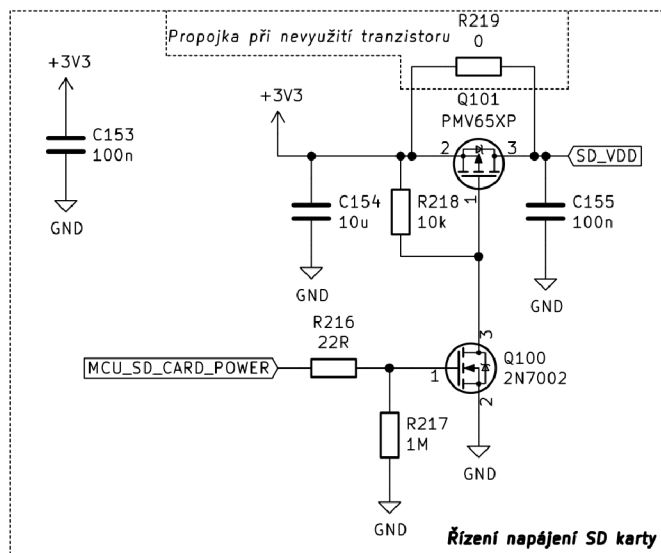 Propojka při nevyužití tranzistoru
R219
0
+3V3
C153
100n
GND
+3V3
Q101
PMV65XP
2
3
1
SD_VDD
C154
10u
R218
10k
C155
100n
GND
GND
R216
22R
MCU_SD_CARD_POWER
3
1
2
Q100
2N7002
R217
1M
GND
GND
Řízení napájení SD karty